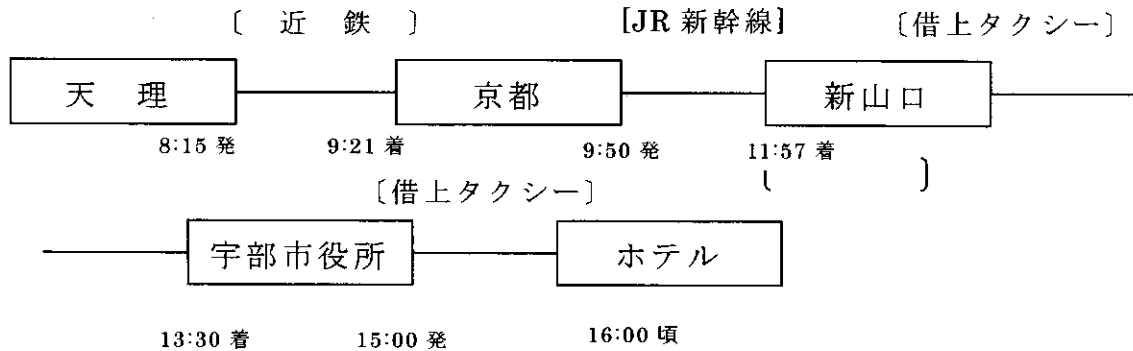 〔 近 鉄 〕 [JR 新幹線] 〔借上タクシー〕
天 理 京都 新山口
8:15 発 9:21 着 9:50 発 11:57 着
〔 〕
〔借上タクシー〕
宇部市役所 ホテル
13:30 着 15:00 発 16:00 頃